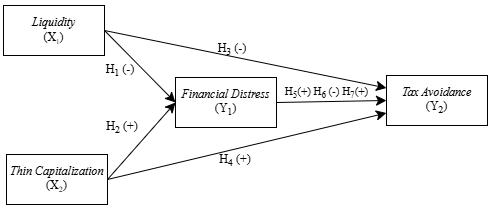 Liquidity
(X₁)
H₃ (-)
H₁ (-)
Financial Distress
(Y₁)
H₅(+) H₆ (-) H₇(+)
Tax Avoidance
(Y₂)
H₂ (+)
H₄ (+)
Thin Capitalization
(X₂)